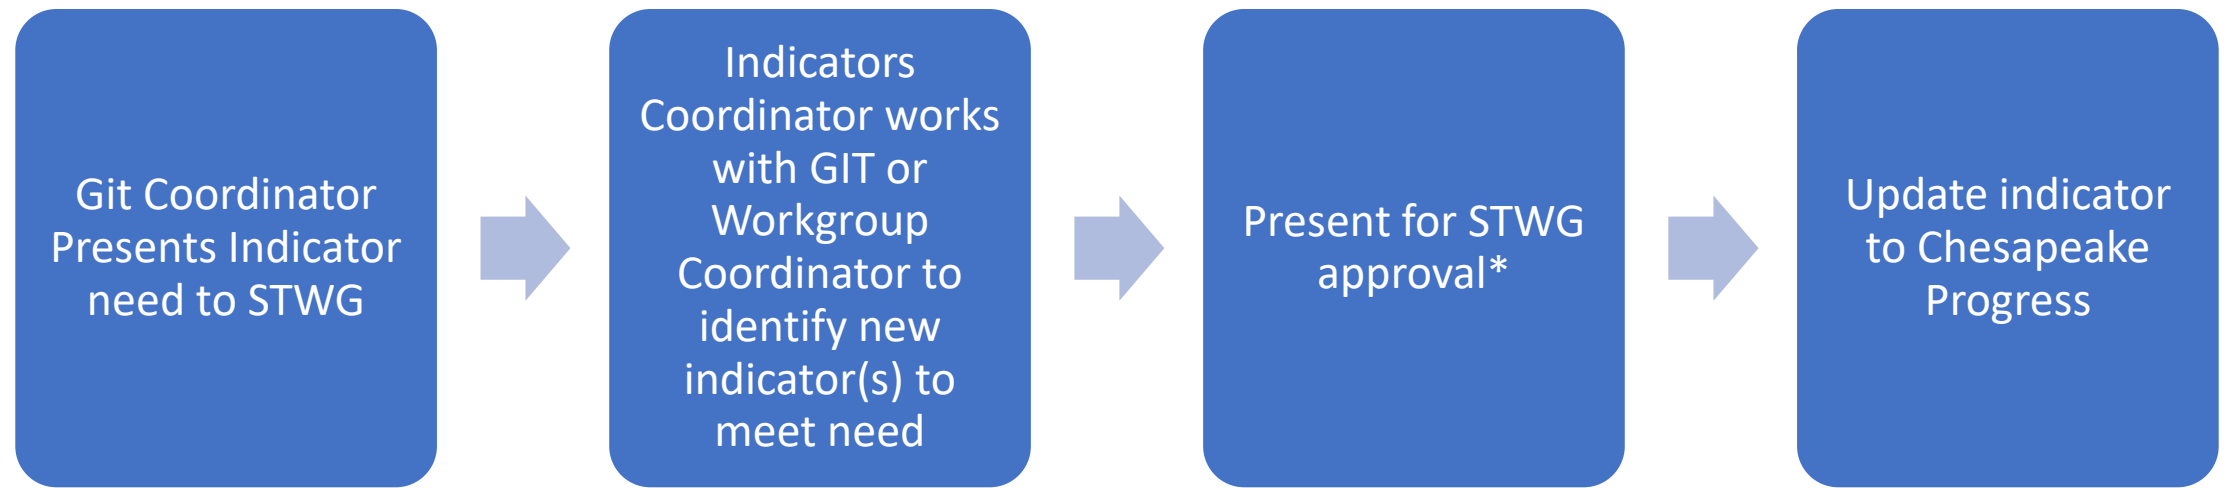 Git Coordinator
Presents Indicator
need to STWG
Indicators
Coordinator works
with GIT or
Workgroup
Coordinator to
identify new
indicator(s) to
meet need
Present for STWG
approval*
Update indicator
to Chesapeake
Progress